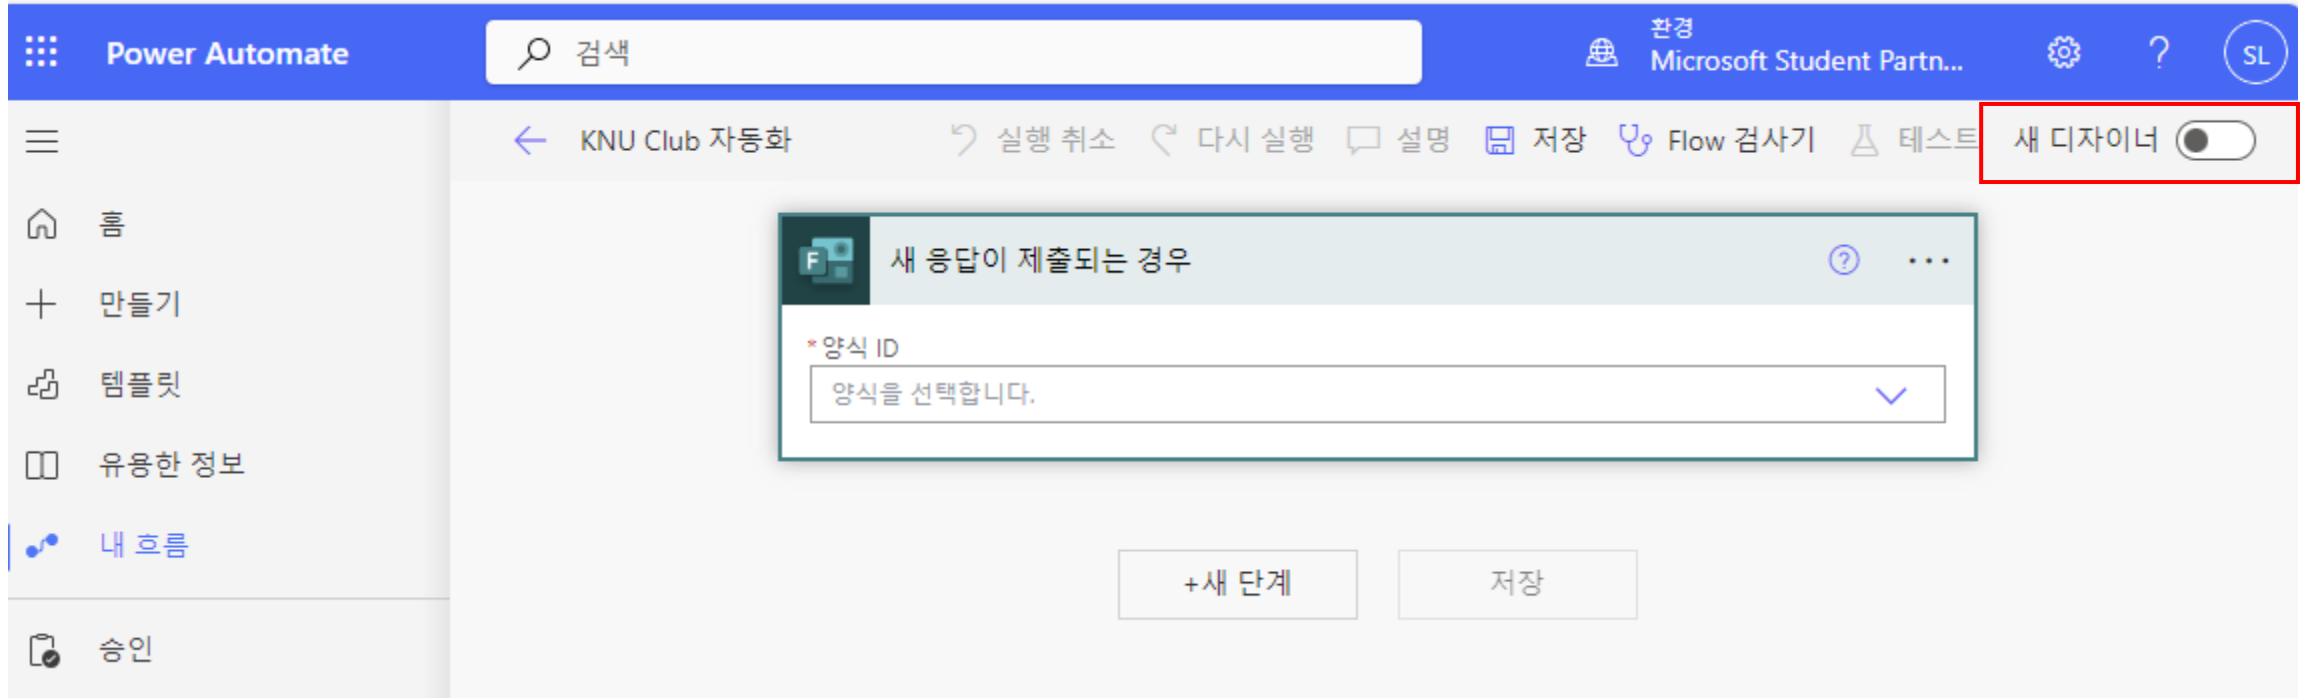 Power Automate
검색
환경
Microsoft Student Partn...
?
SL
KNU Club 자동화
실행 취소
다시 실행
설명
저장
Flow 검사기
테스트
새 디자이너
홈
만들기
템플릿
유용한 정보
내 흐름
승인
F
새 응답이 제출되는 경우
?
...
*양식 ID
양식을 선택합니다.
+새 단계
저장